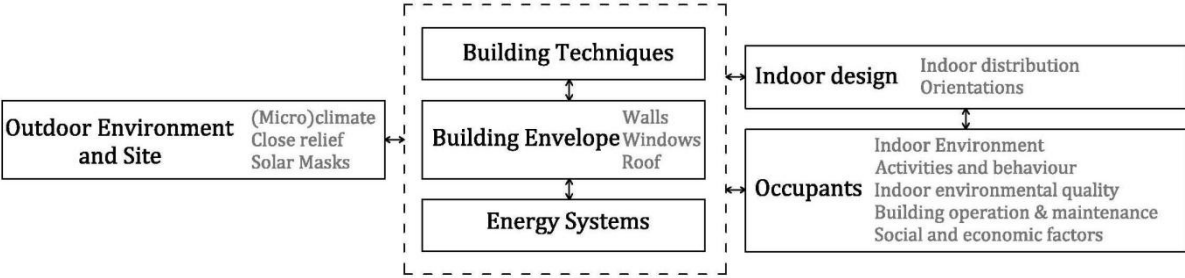 Outdoor Environment
and Site
(Micro)climate
Close relief
Solar Masks
Building Techniques
Building Envelope
Walls
Windows
Roof
Energy Systems
Indoor design
Indoor distribution
Orientations
Occupants
Indoor Environment
Activities and behaviour
Indoor environmental quality
Building operation & maintenance
Social and economic factors